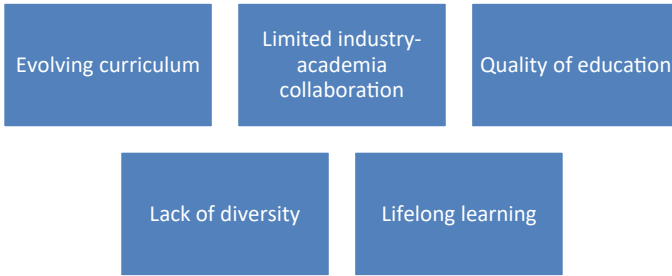 Evolving curriculum
Limited industry-
academia
collaboration
Quality of education
Lack of diversity
Lifelong learning